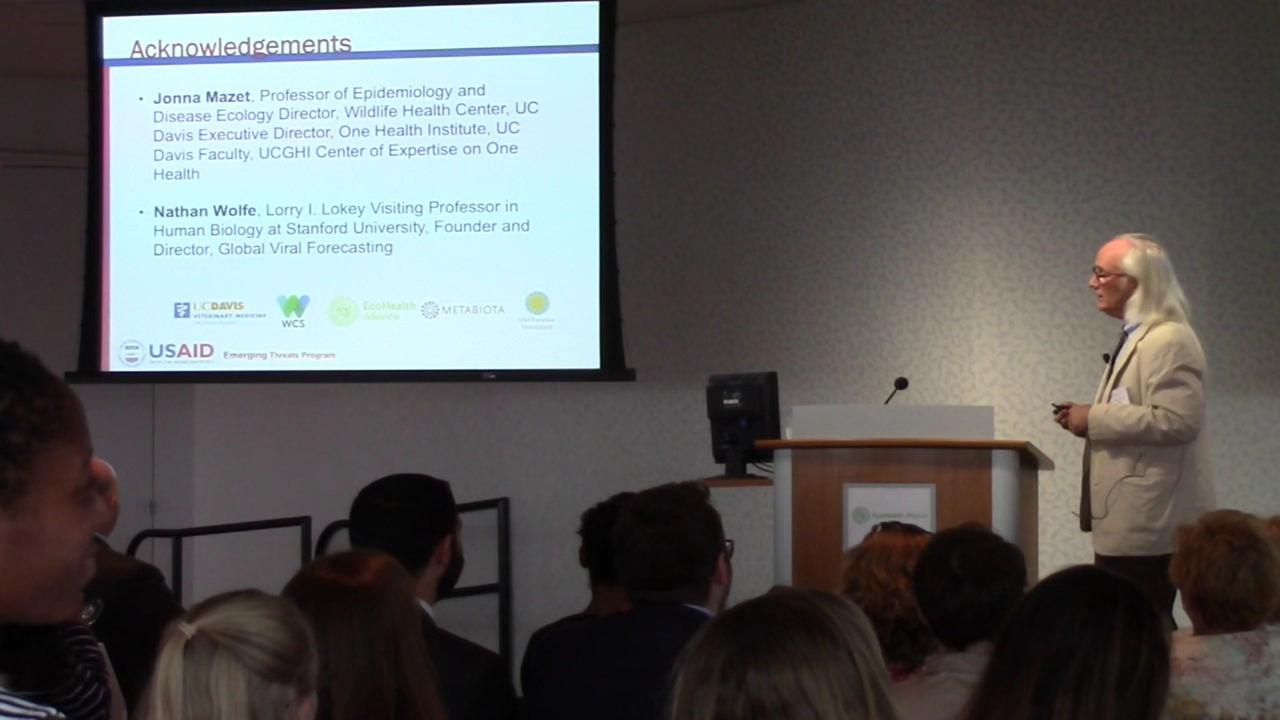 Acknowledgements
• Jonna Mazet, Professor of Epidemiology and
Disease Ecology Director, Wildlife Health Center, UC
Davis Executive Director, One Health Institute, UC
Davis Faculty, UCGHI Center of Expertise on One
Health
• Nathan Wolfe, Lorry I. Lokey Visiting Professor in
Human Biology at Stanford University, Founder and
Director, Global Viral Forecasting
UCDAVIS
VETERINARY MEDICINE
WCS
EcoHealth
Alliance
METABIOTA
USAID
Emerging Threats Program
EcoHealth Alliance